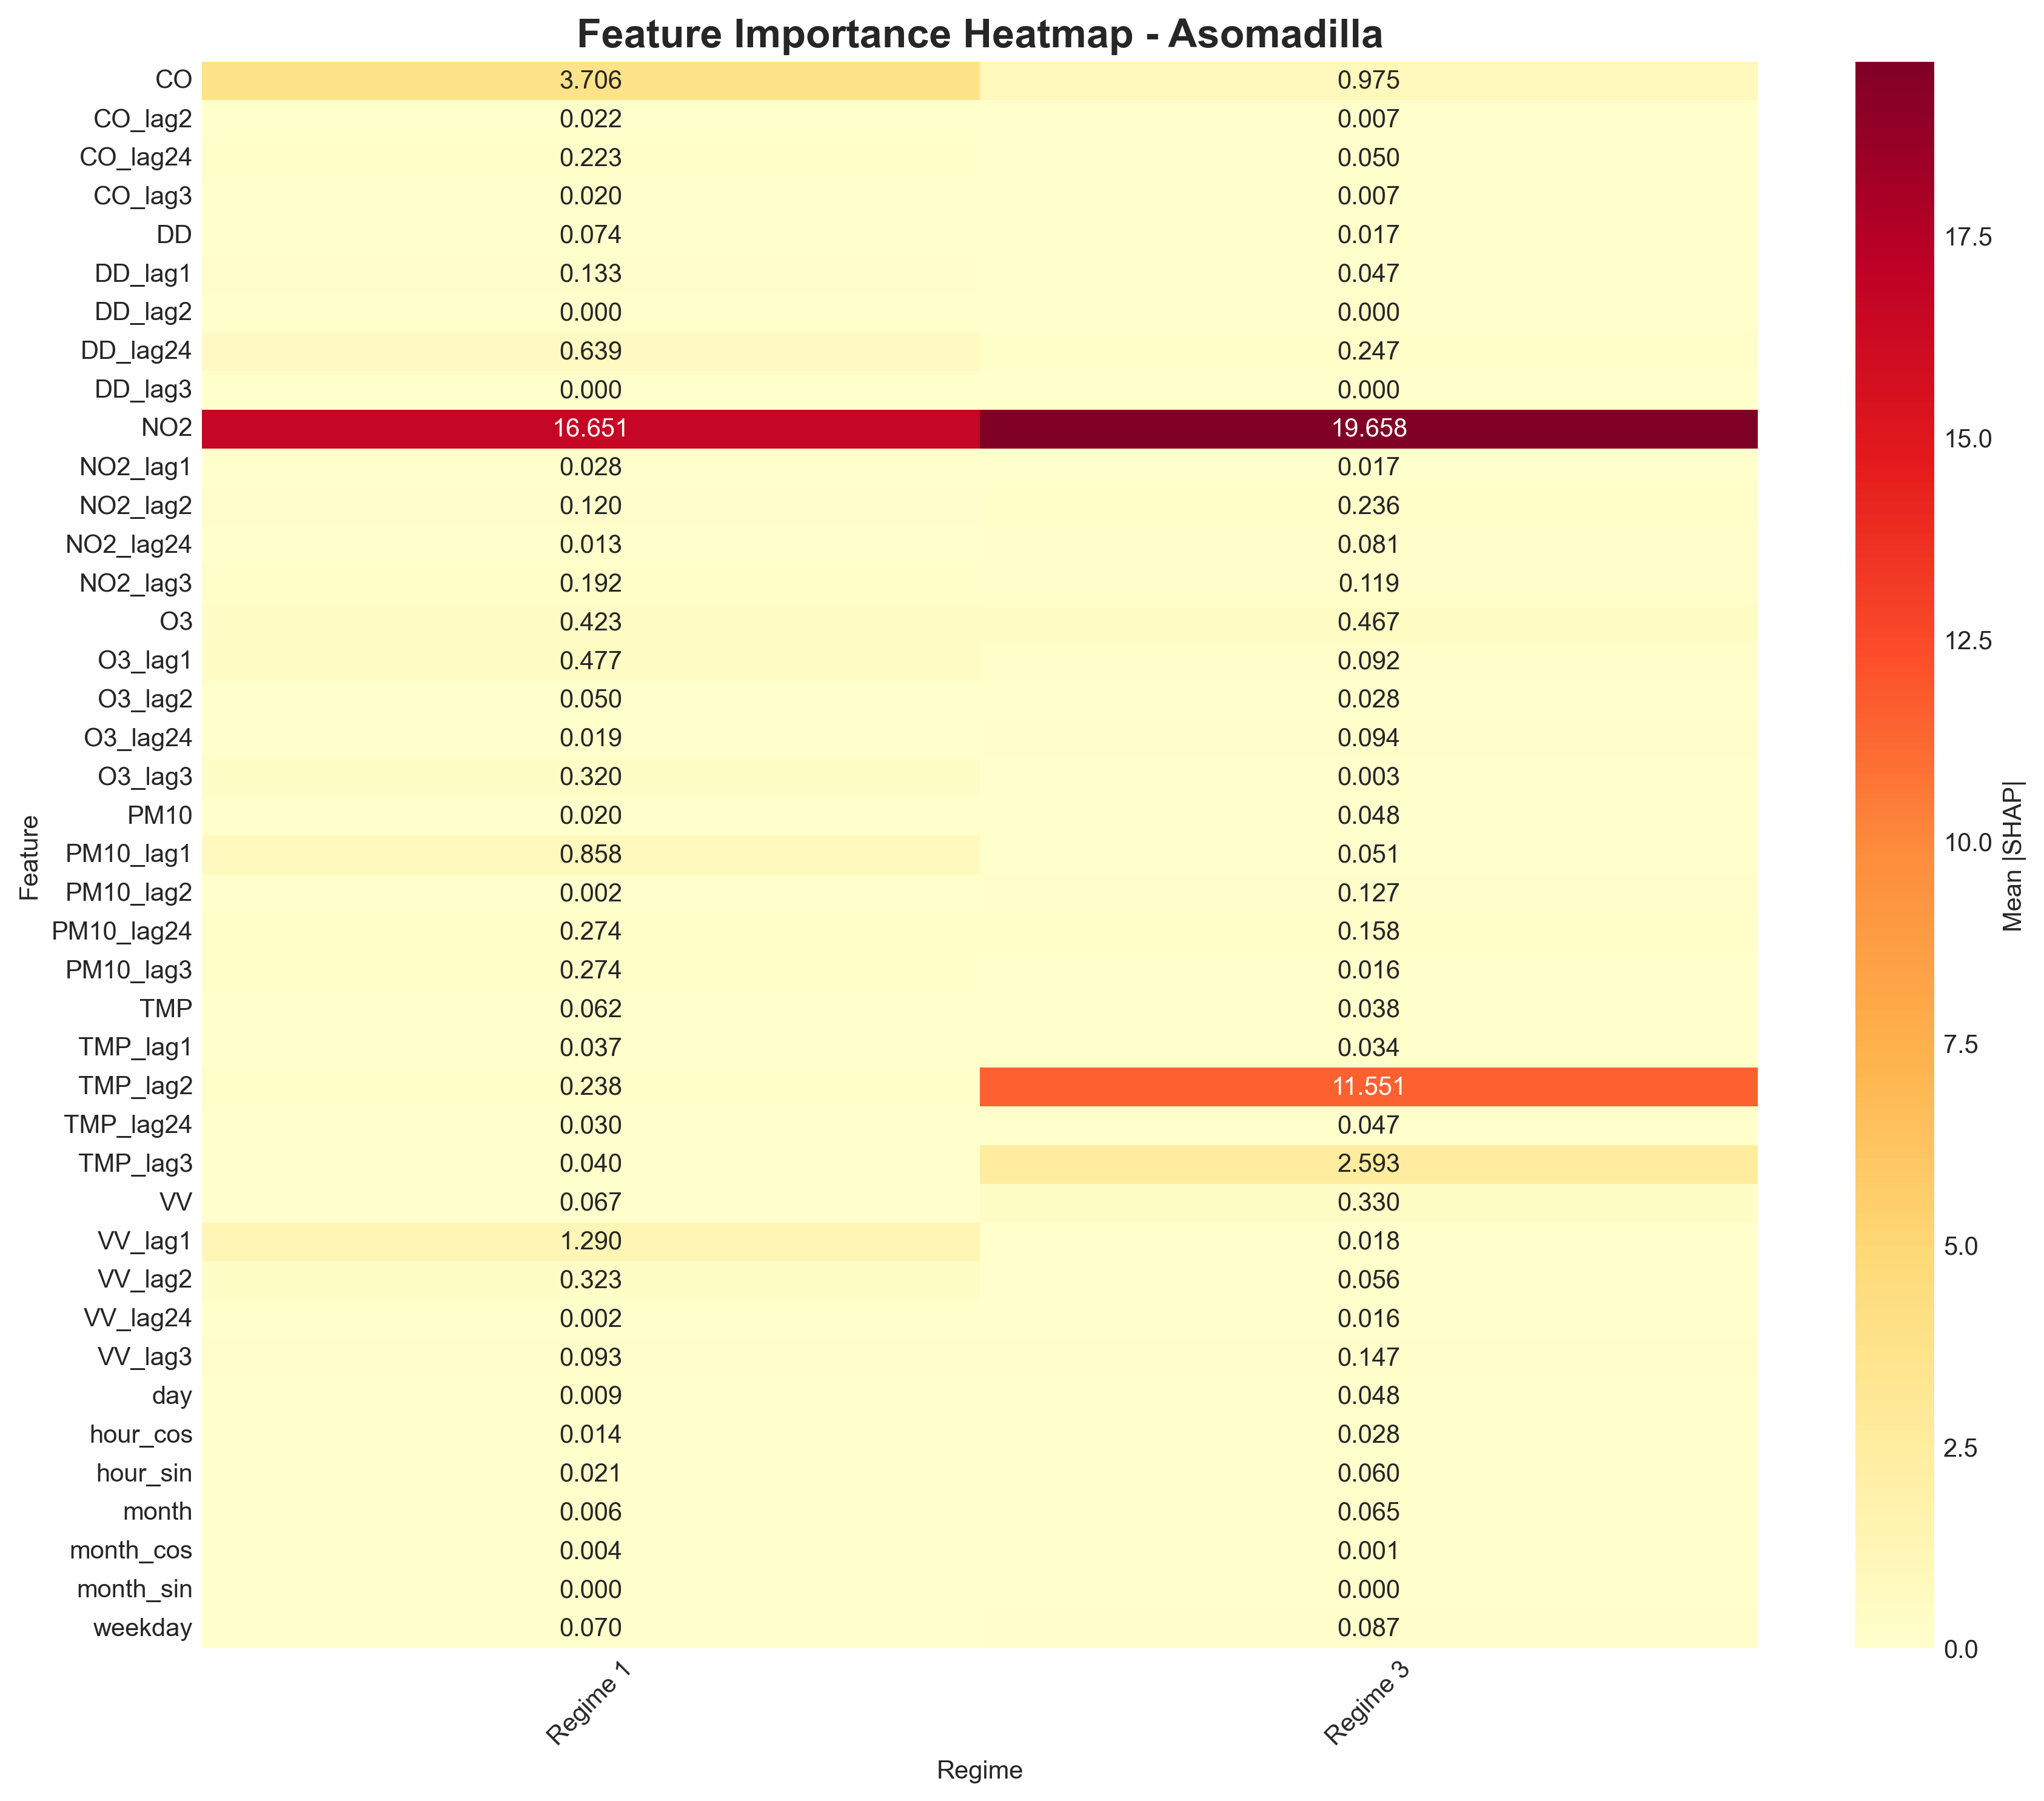 Feature Importance Heatmap - Asomadilla
CO 3.706 0.975
CO_lag2 0.022 0.007
CO_lag24 0.223 0.050
CO_lag3 0.020 0.007
DD 0.074 0.017
DD_lag1 0.133 0.047
DD_lag2 0.000 0.000
DD_lag24 0.639 0.247
DD_lag3 0.000 0.000
NO2 16.651 19.658
NO2_lag1 0.028 0.017
NO2_lag2 0.120 0.236
NO2_lag24 0.013 0.081
NO2_lag3 0.192 0.119
O3 0.423 0.467
O3_lag1 0.477 0.092
O3_lag2 0.050 0.028
O3_lag24 0.019 0.094
O3_lag3 0.320 0.003
PM10 0.020 0.048
PM10_lag1 0.858 0.051
PM10_lag2 0.002 0.127
PM10_lag24 0.274 0.158
PM10_lag3 0.274 0.016
TMP 0.062 0.038
TMP_lag1 0.037 0.034
TMP_lag2 0.238 11.551
TMP_lag24 0.030 0.047
TMP_lag3 0.040 2.593
VV 0.067 0.330
VV_lag1 1.290 0.018
VV_lag2 0.323 0.056
VV_lag24 0.002 0.016
VV_lag3 0.093 0.147
day 0.009 0.048
hour_cos 0.014 0.028
hour_sin 0.021 0.060
month 0.006 0.065
month_cos 0.004 0.001
month_sin 0.000 0.000
weekday 0.070 0.087
Feature
Regime 1 Regime 3
Regime
17.5
15.0
12.5
10.0
7.5
5.0
2.5
0.0
Mean |SHAP|